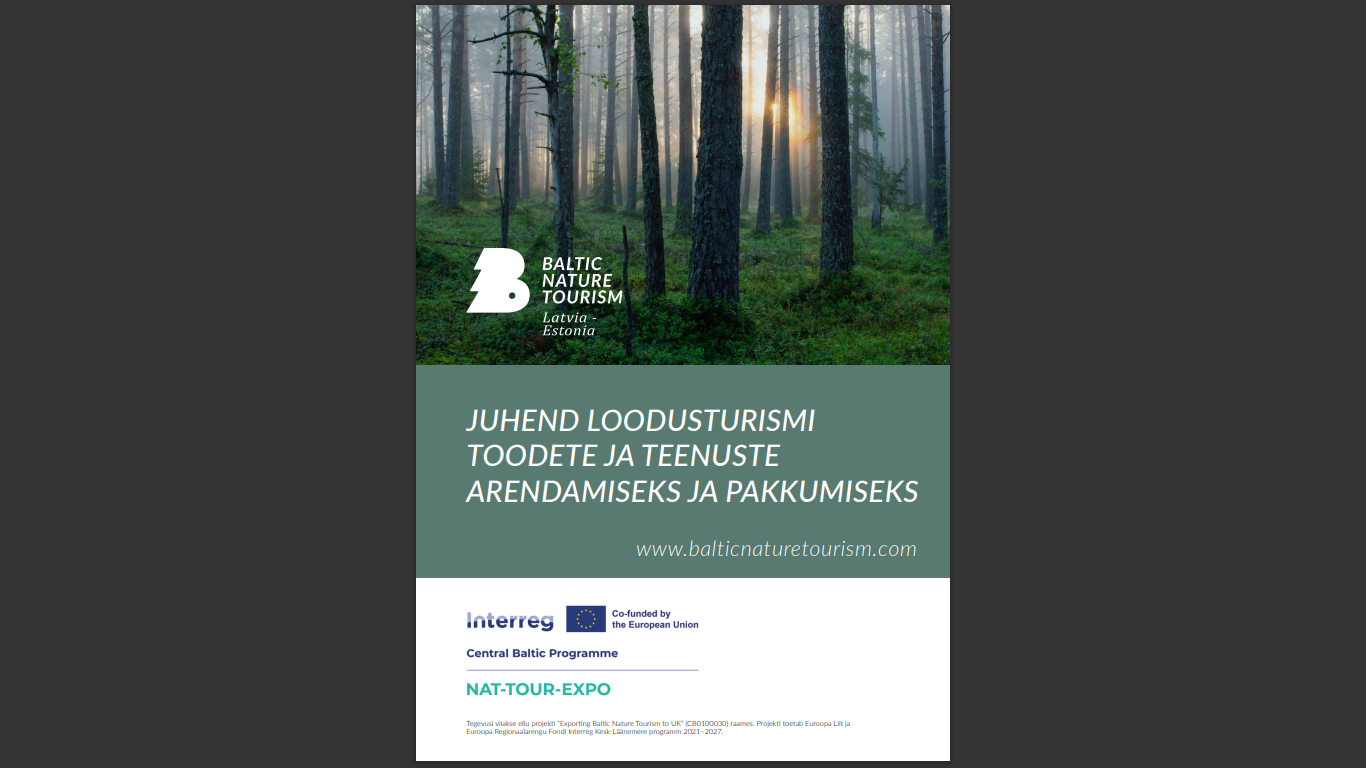 BALTIC
NATURE
TOURISM
Latvia -
Estonia
JUHEND LOODUSTURISMI
TOODETE JA TEENUSTE
ARENDAMISEKS JA PAKKUMISEKS
www.balticnaturetourism.com
Interreg
Co-funded by
the European Union
Central Baltic Programme
NAT-TOUR-EXPO
Tegevusi viiakse ellu projekti "Exporting Baltic Nature Tourism to UK" (CB0100030) raames. Projekti toetab Euroopa Liit ja
Euroopa Regionaalarengu Fondi Interreg Kesk-Läänemere programm 2021–2027.